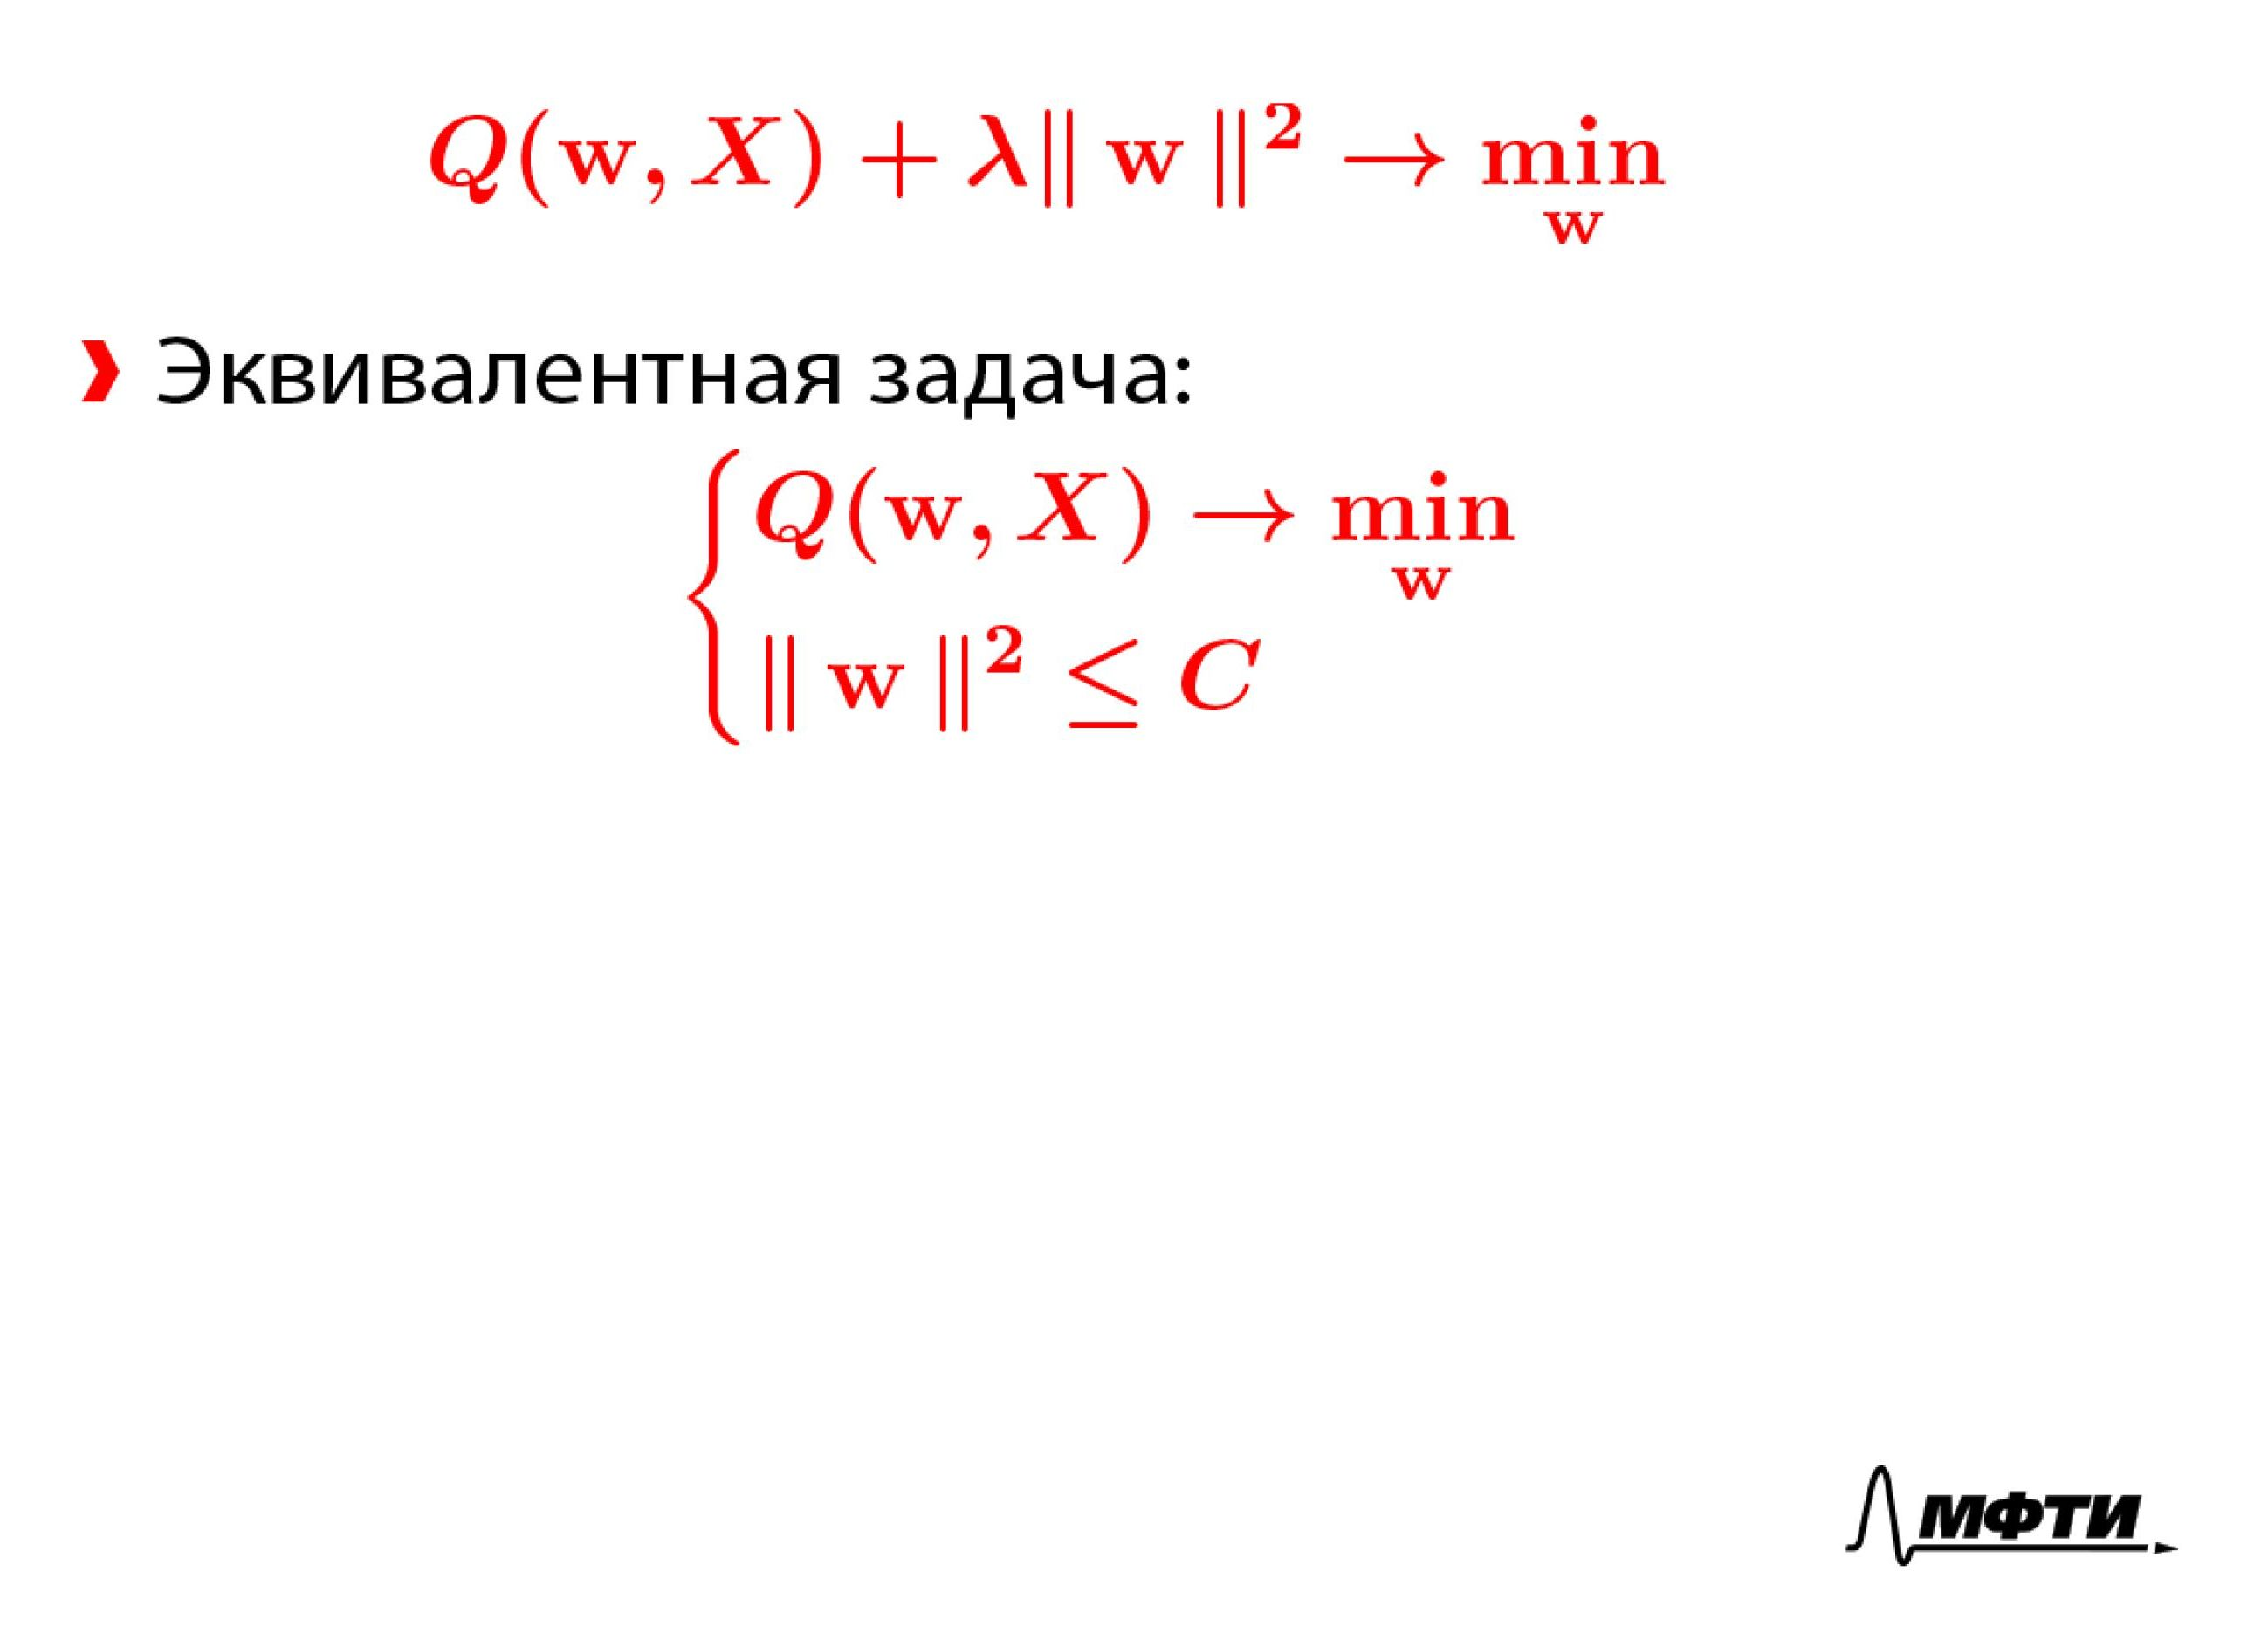 Q(w, X) + λ‖ w ‖² → min
w
Эквивалентная задача:
Q(w, X) → min
w
‖ w ‖² ≤ C
МФТИ